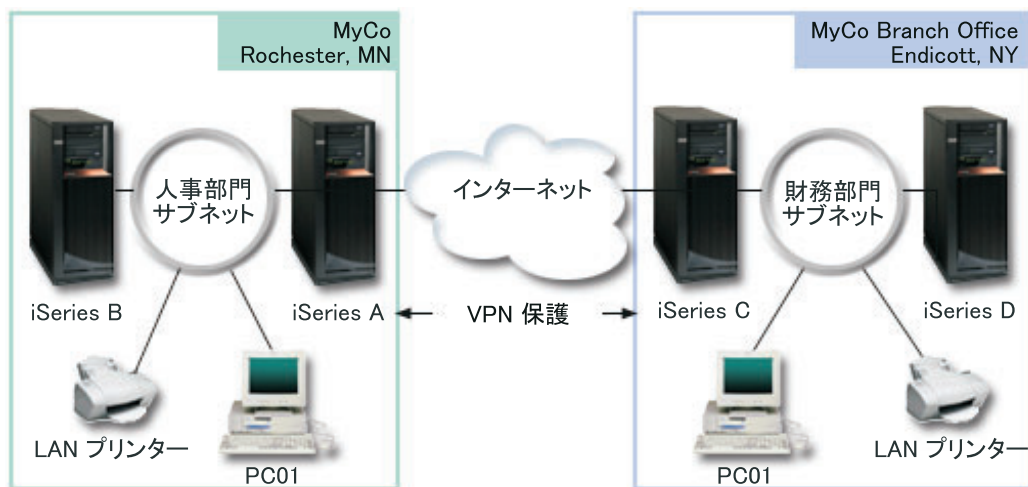 MyCo
Rochester, MN
MyCo Branch Office
Endicott, NY
人事部門
サブネット
インターネット
財務部門
サブネット
iSeries B
iSeries A
VPN 保護
iSeries C
iSeries D
LAN プリンター
PC01
PC01
LAN プリンター